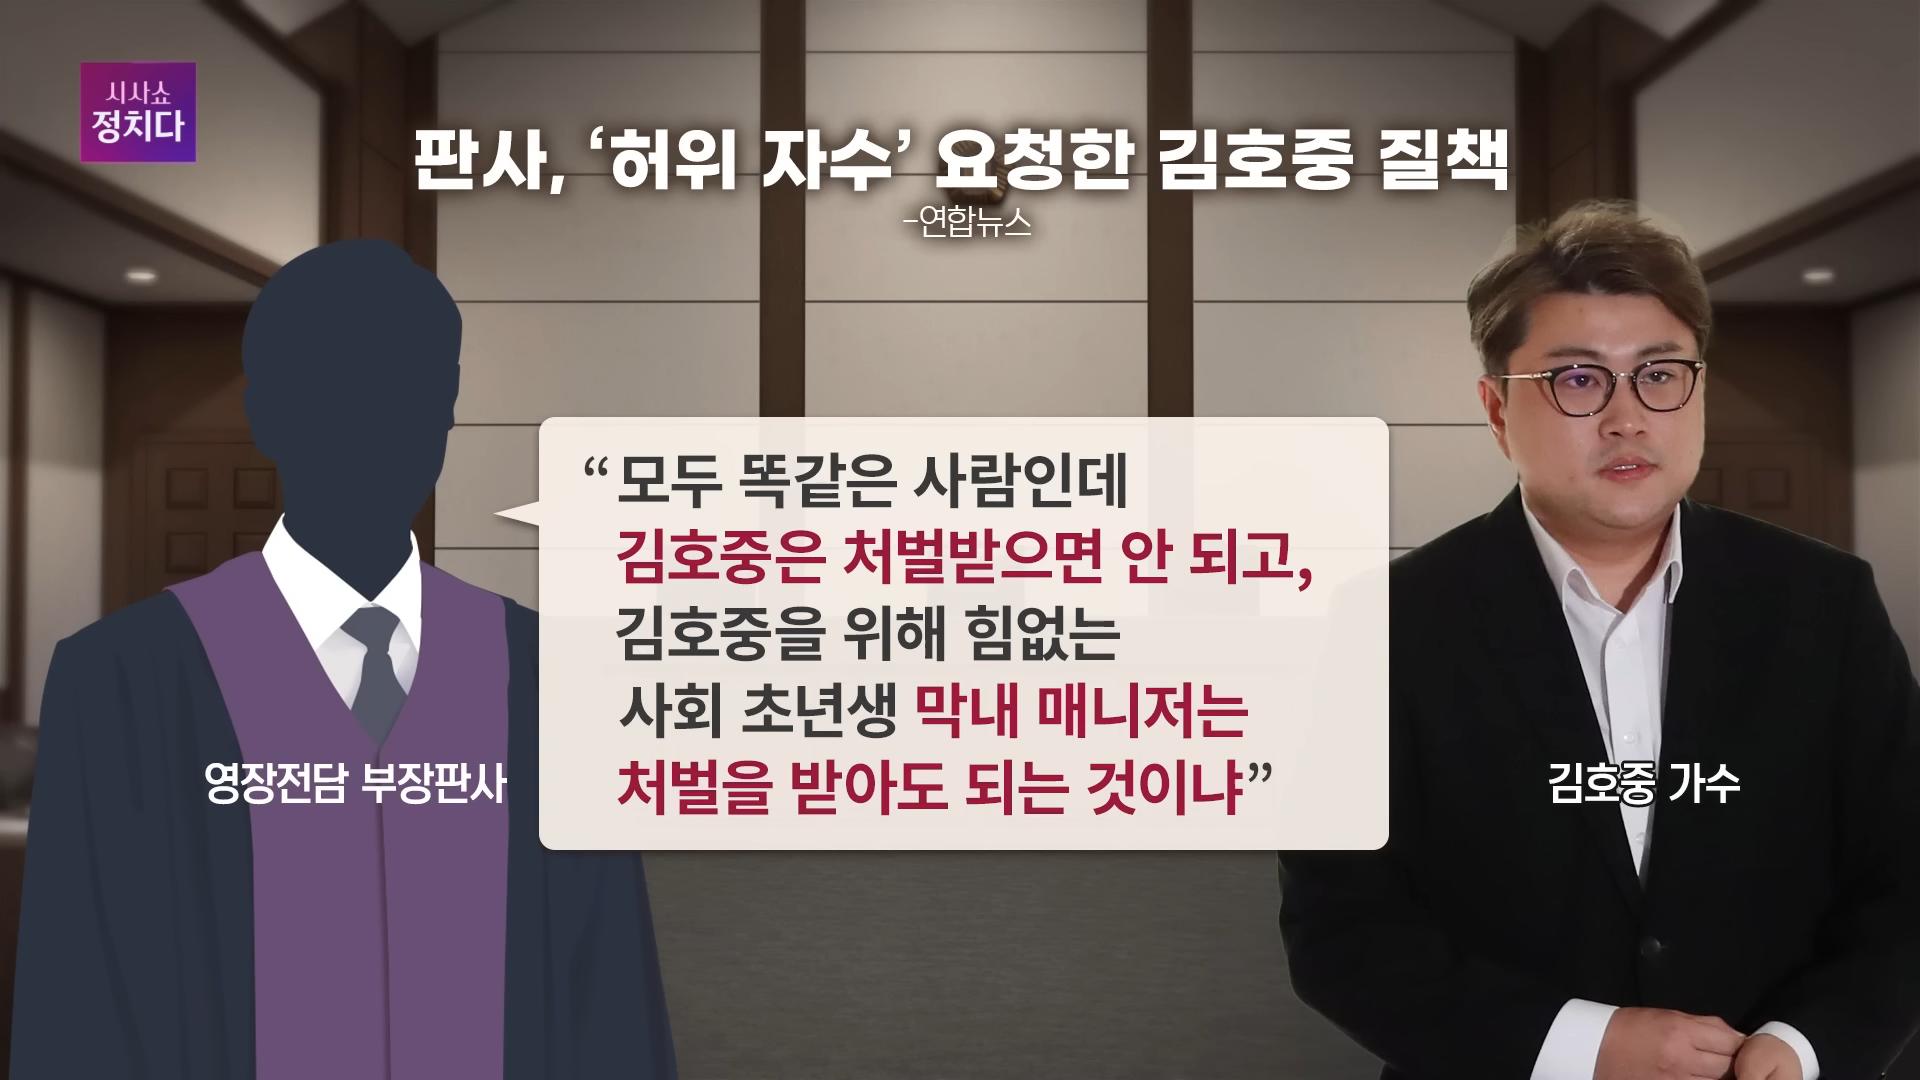 시사쇼
정치다
판사, ‘허위 자수’ 요청한 김호중 질책
-연합뉴스
“모두 똑같은 사람인데
김호중은 처벌받으면 안 되고,
김호중을 위해 힘없는
사회 초년생 막내 매니저는
처벌을 받아도 되는 것이냐”
영장전담 부장판사
김호중 가수